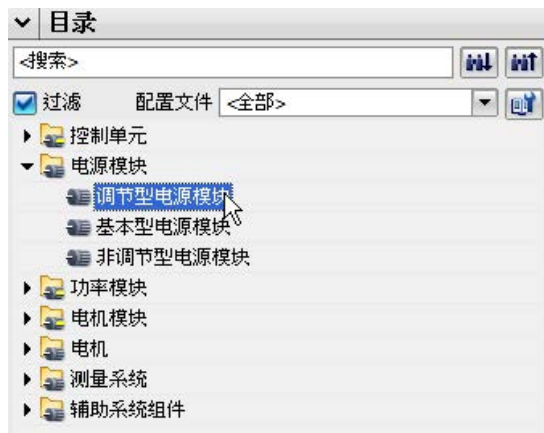 目录
<搜索>
过滤 配置文件 <全部>
控制单元
电源模块
调节型电源模块
基本型电源模块
非调节型电源模块
功率模块
电机模块
电机
测量系统
辅助系统组件